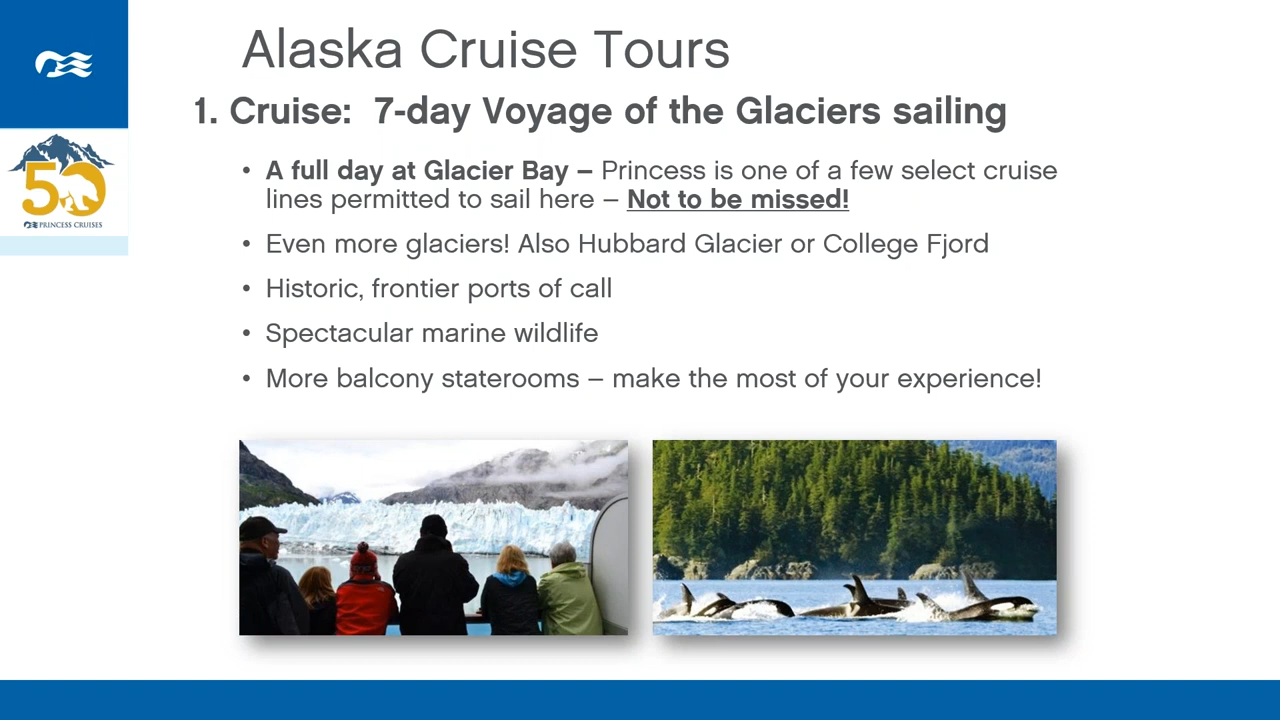 Alaska Cruise Tours
1. Cruise: 7-day Voyage of the Glaciers sailing
• A full day at Glacier Bay – Princess is one of a few select cruise
lines permitted to sail here – Not to be missed!
• Even more glaciers! Also Hubbard Glacier or College Fjord
• Historic, frontier ports of call
• Spectacular marine wildlife
• More balcony staterooms – make the most of your experience!
50
PRINCESS CRUISES